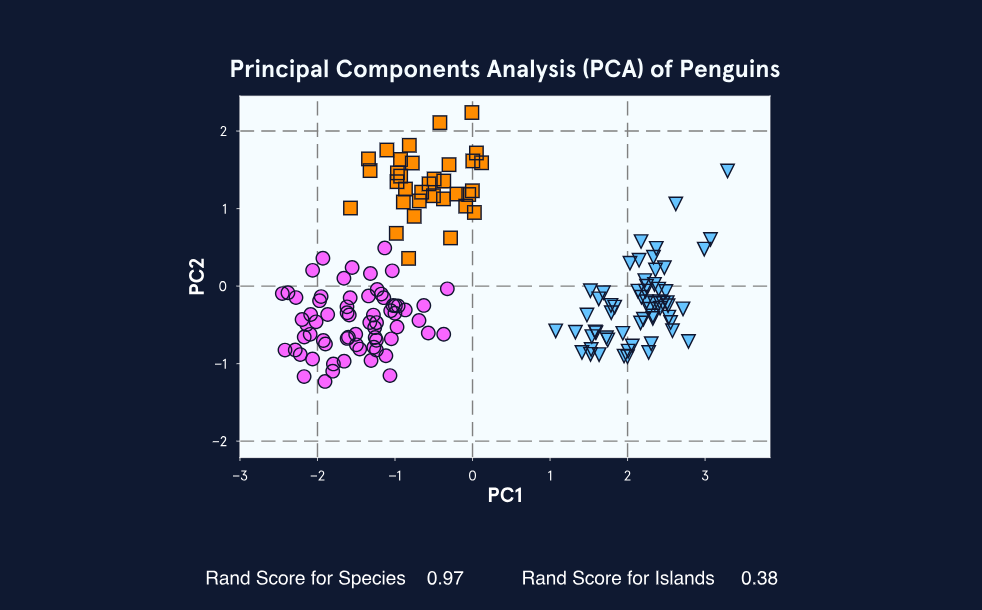 Principal Components Analysis (PCA) of Penguins
2
1
0
−1
−2
PC2
−3 −2 −1 0 1 2 3
PC1
Rand Score for Species 0.97 Rand Score for Islands 0.38